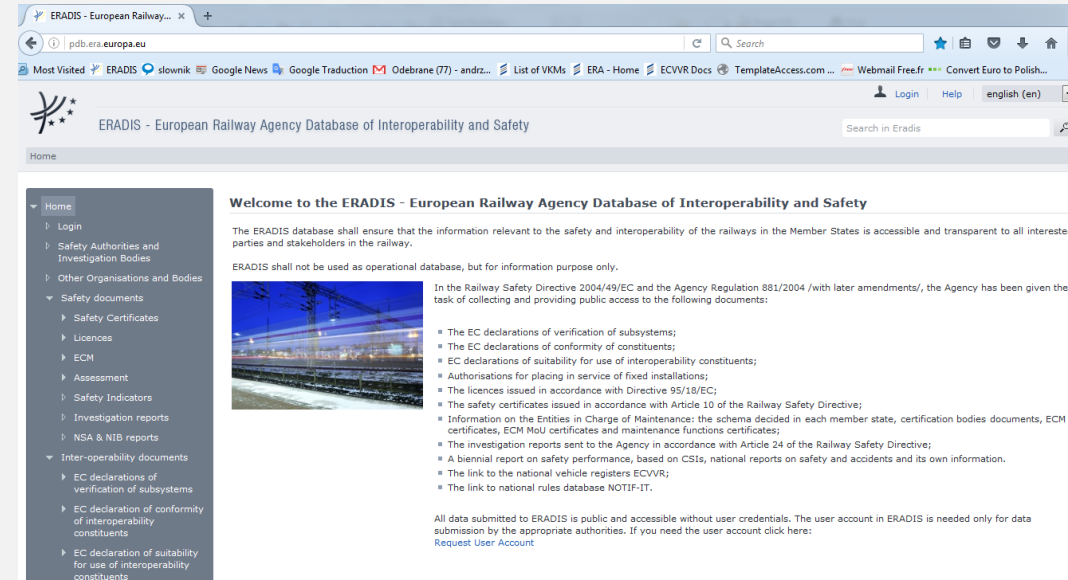 ERADIS - European Railway... × +
pdb.era.europa.eu
Search
Most Visited ERADIS slownik Google News Google Traduction Odebrane (77) - andrz... List of VKMs ERA - Home ECVVR Docs TemplateAccess.com ... Webmail Free.fr Convert Euro to Polish...
Login Help english (en)
ERADIS - European Railway Agency Database of Interoperability and Safety
Search in Eradis
Home
Home
Login
Safety Authorities and
Investigation Bodies
Other Organisations and Bodies
Safety documents
Safety Certificates
Licences
ECM
Assessment
Safety Indicators
Investigation reports
NSA & NIB reports
Inter-operability documents
EC declarations of
verification of subsystems
EC declaration of conformity
of interoperability
constituents
EC declaration of suitability
for use of interoperability
constituents
Welcome to the ERADIS - European Railway Agency Database of Interoperability and Safety
The ERADIS database shall ensure that the information relevant to the safety and interoperability of the railways in the Member States is accessible and transparent to all intereste
parties and stakeholders in the railway.
ERADIS shall not be used as operational database, but for information purpose only.
In the Railway Safety Directive 2004/49/EC and the Agency Regulation 881/2004 /with later amendments/, the Agency has been given the
task of collecting and providing public access to the following documents:
The EC declarations of verification of subsystems;
The EC declarations of conformity of constituents;
EC declarations of suitability for use of interoperability constituents;
Authorisations for placing in service of fixed installations;
The licences issued in accordance with Directive 95/18/EC;
The safety certificates issued in accordance with Article 10 of the Railway Safety Directive;
Information on the Entities in Charge of Maintenance: the schema decided in each member state, certification bodies documents, ECM
certificates, ECM MoU certificates and maintenance functions certificates;
The investigation reports sent to the Agency in accordance with Article 24 of the Railway Safety Directive;
A biennial report on safety performance, based on CSIs, national reports on safety and accidents and its own information.
The link to the national vehicle registers ECVVR;
The link to national rules database NOTIF-IT.
All data submitted to ERADIS is public and accessible without user credentials. The user account in ERADIS is needed only for data
submission by the appropriate authorities. If you need the user account click here:
Request User Account